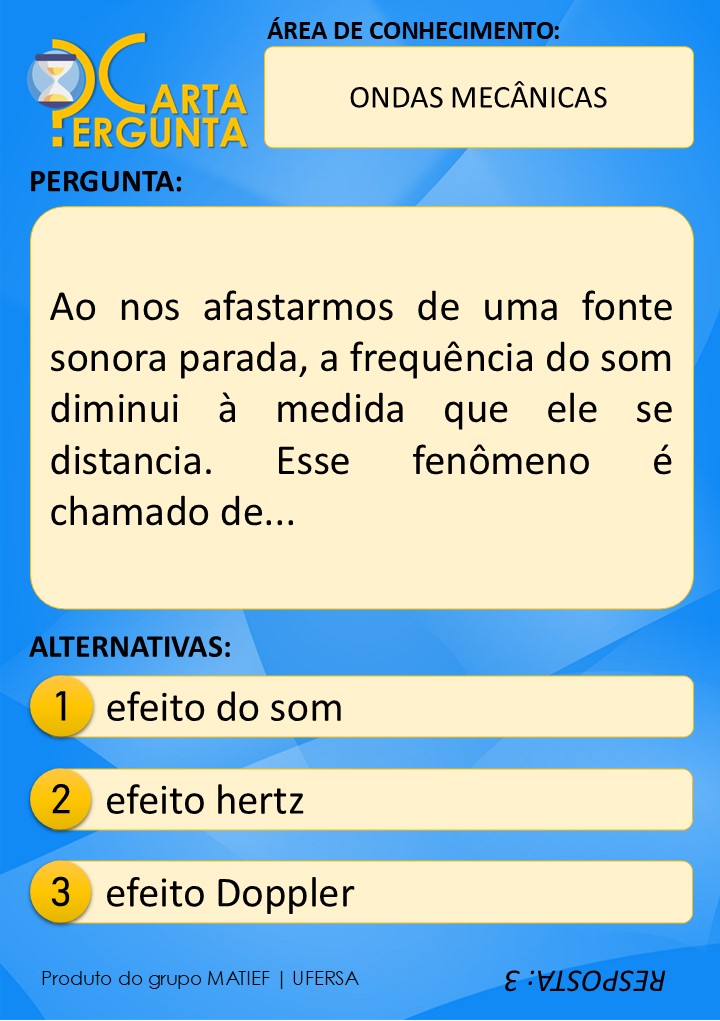 CARTA
PERGUNTA
ÁREA DE CONHECIMENTO:
ONDAS MECÂNICAS
PERGUNTA:
Ao nos afastarmos de uma fonte
sonora parada, a frequência do som
diminui à medida que ele se
distancia. Esse fenômeno é
chamado de...
ALTERNATIVAS:
1 efeito do som
2 efeito hertz
3 efeito Doppler
Produto do grupo MATIEF | UFERSA
RESPOSTA: 3